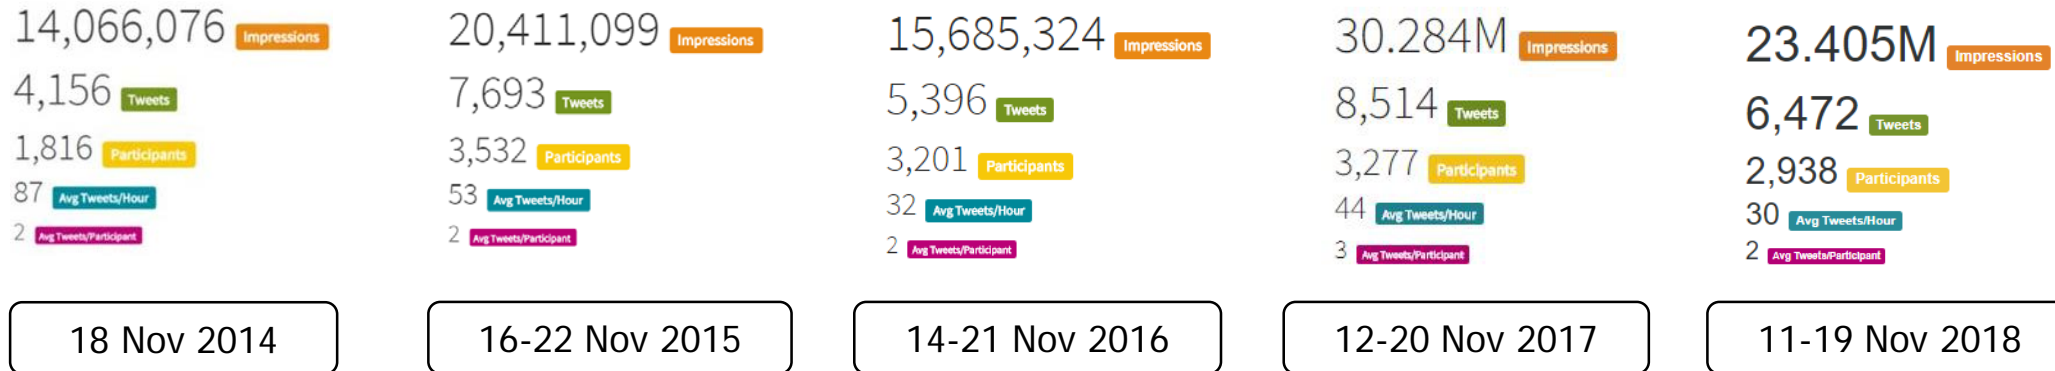 14,066,076 Impressions
4,156 Tweets
1,816 Participants
87 Avg Tweets/Hour
2 Avg Tweets/Participant
18 Nov 2014
20,411,099 Impressions
7,693 Tweets
3,532 Participants
53 Avg Tweets/Hour
2 Avg Tweets/Participant
16-22 Nov 2015
15,685,324 Impressions
5,396 Tweets
3,201 Participants
32 Avg Tweets/Hour
2 Avg Tweets/Participant
14-21 Nov 2016
30.284M Impressions
8,514 Tweets
3,277 Participants
44 Avg Tweets/Hour
3 Avg Tweets/Participant
12-20 Nov 2017
23.405M Impressions
6,472 Tweets
2,938 Participants
30 Avg Tweets/Hour
2 Avg Tweets/Participant
11-19 Nov 2018